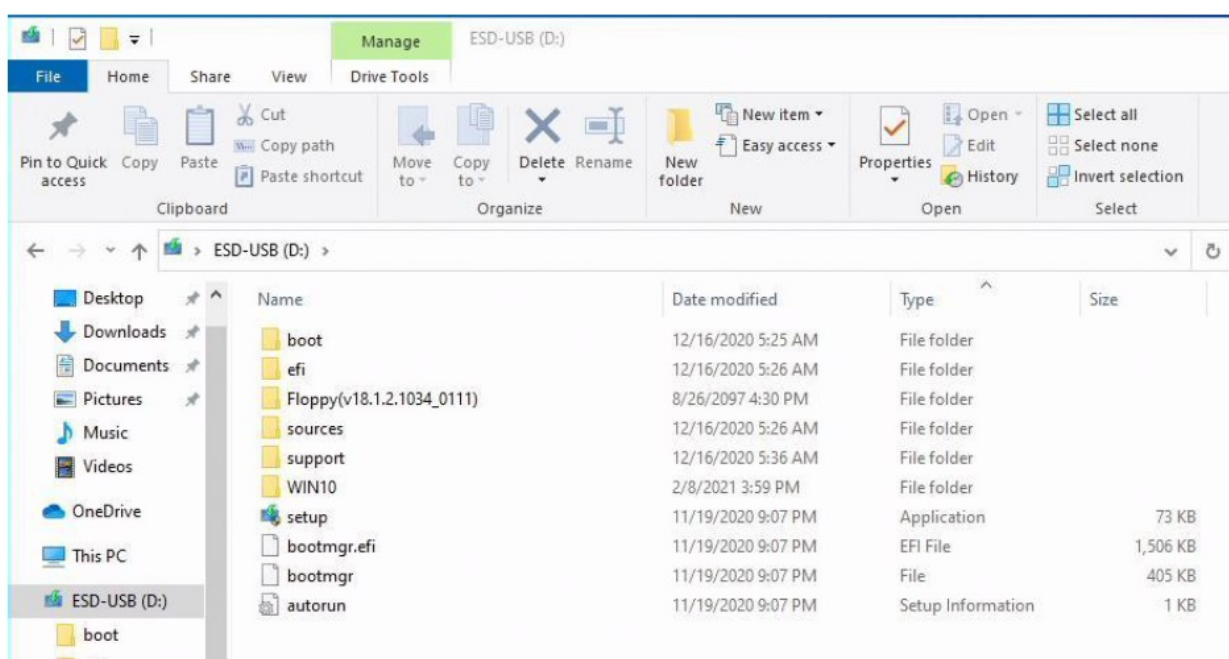 Manage ESD-USB (D:)
File Home Share View Drive Tools
Pin to Quick access
Copy
Paste
Cut
Copy path
Paste shortcut
Clipboard
Move to
Copy to
Delete
Rename
Organize
New folder
New item
Easy access
New
Properties
Open
Edit
History
Open
Select all
Select none
Invert selection
Select
ESD-USB (D:)
Desktop
Downloads
Documents
Pictures
Music
Videos
OneDrive
This PC
ESD-USB (D:)
boot
Name Date modified Type Size
boot 12/16/2020 5:25 AM File folder
efi 12/16/2020 5:26 AM File folder
Floppy(v18.1.2.1034_0111) 8/26/2097 4:30 PM File folder
sources 12/16/2020 5:26 AM File folder
support 12/16/2020 5:36 AM File folder
WIN10 2/8/2021 3:59 PM File folder
setup 11/19/2020 9:07 PM Application 73 KB
bootmgr.efi 11/19/2020 9:07 PM EFI File 1,506 KB
bootmgr 11/19/2020 9:07 PM File 405 KB
autorun 11/19/2020 9:07 PM Setup Information 1 KB